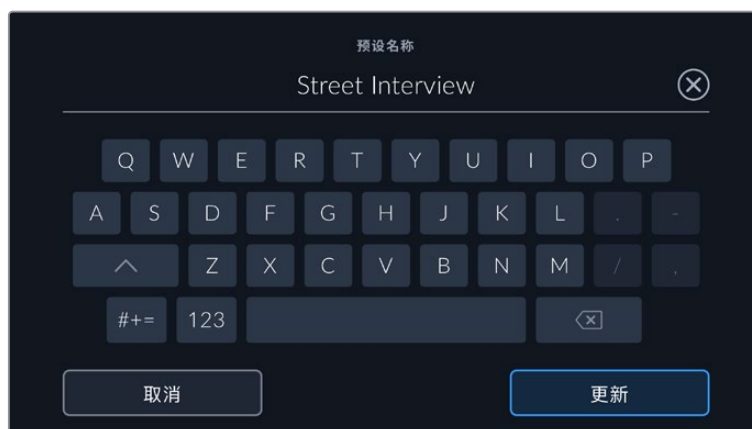 预设名称
Street Interview
Q W E R T Y U I O P
A S D F G H J K L . -
Z X C V B N M / ,
#+= 123
取消 更新